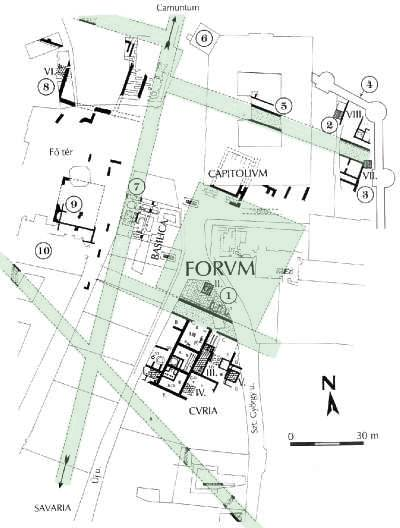 Carnuntum
6
VI.
8
4
5
2
VIII.
Fő tér
CAPITOLIVM
VII.
3
7
9
BASILICA
10
FORVM
II.
1
III.
V.
IV.
CVRIA
N
Szt. György u.
0 30 m
Új u.
SAVARIA